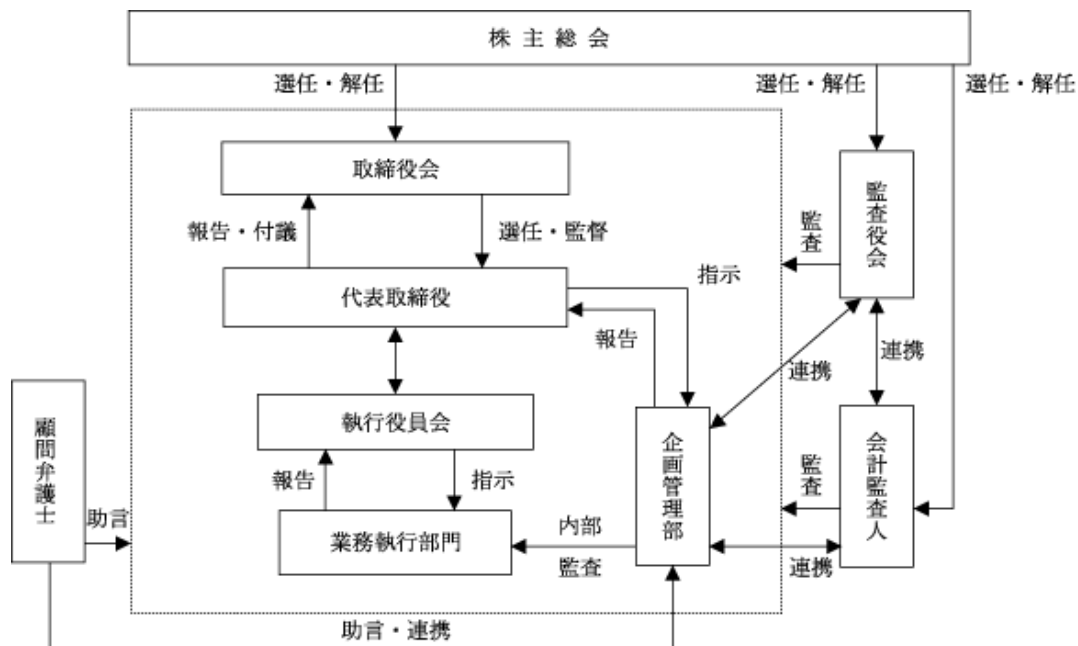 株主総会
選任・解任
選任・解任
選任・解任
取締役会
報告・付議
選任・監督
監査役会
監査
代表取締役
指示
報告
連携
連携
執行役員会
報告
指示
企画管理部
会計監査人
監査
顧問弁護士
助言
業務執行部門
内部
監査
連携
助言・連携